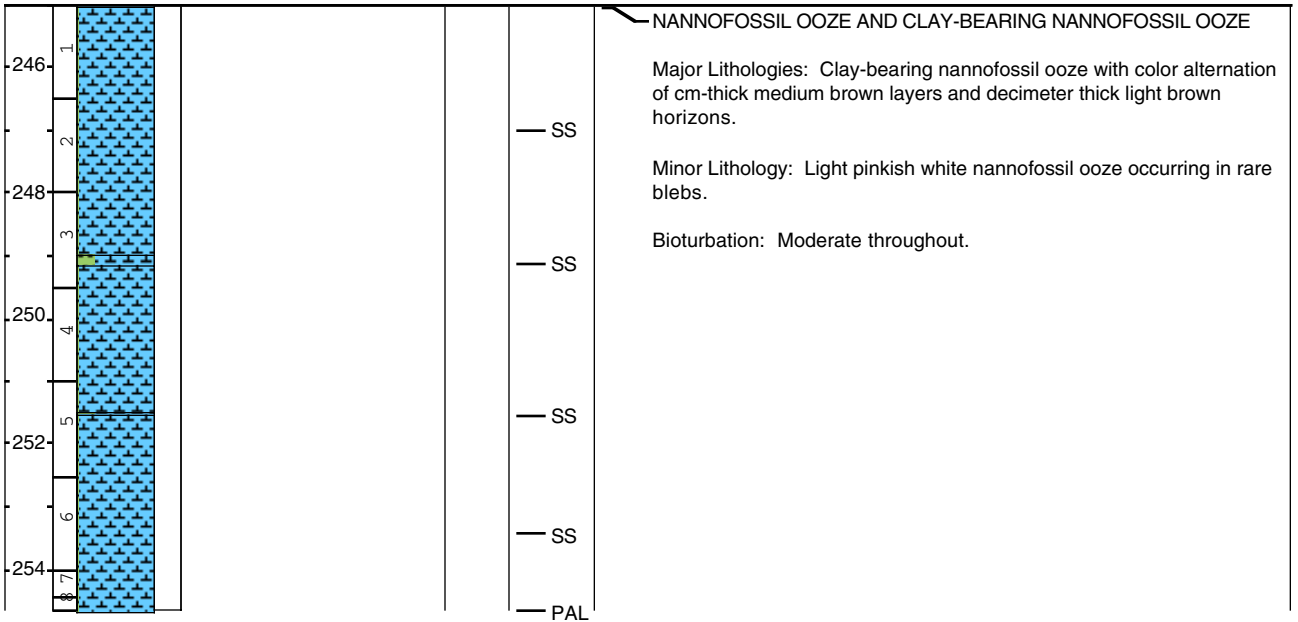 NANNOFOSSIL OOZE AND CLAY-BEARING NANNOFOSSIL OOZE
Major Lithologies: Clay-bearing nannofossil ooze with color alternation
of cm-thick medium brown layers and decimeter thick light brown
horizons.
Minor Lithology: Light pinkish white nannofossil ooze occurring in rare
blebs.
Bioturbation: Moderate throughout.
246
248
250
252
254
1
2
3
4
5
6
7
8
SS
SS
SS
SS
PAL